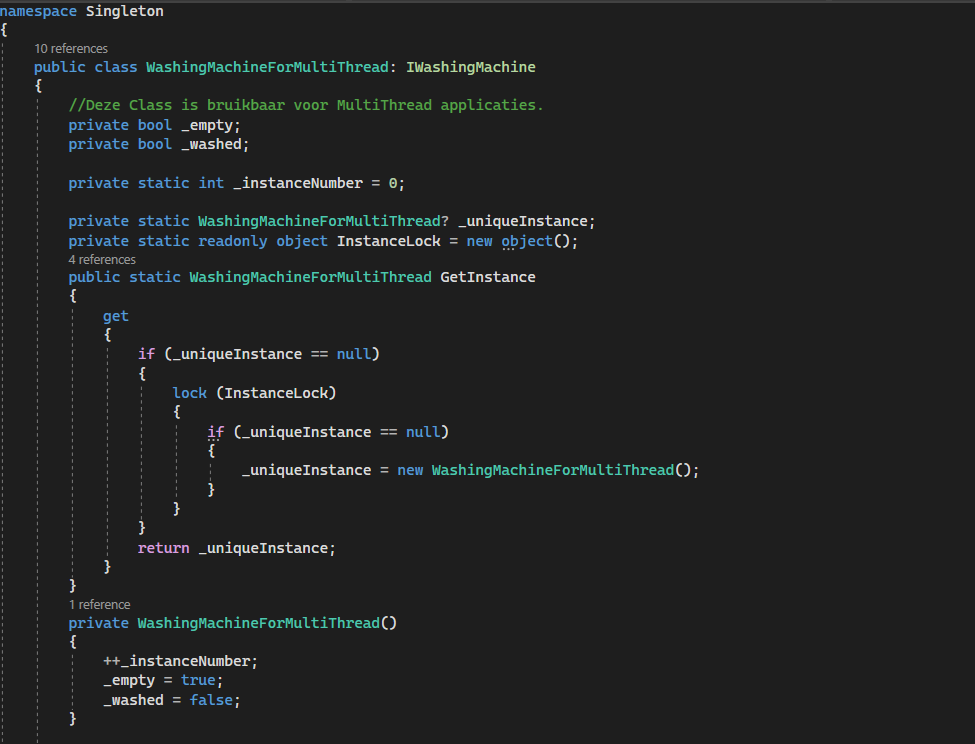 namespace Singleton
{
10 references
public class WashingMachineForMultiThread: IWashingMachine
{
//Deze Class is bruikbaar voor MultiThread applicaties.
private bool _empty;
private bool _washed;
private static int _instanceNumber = 0;
private static WashingMachineForMultiThread? _uniqueInstance;
private static readonly object InstanceLock = new object();
4 references
public static WashingMachineForMultiThread GetInstance
{
get
{
if (_uniqueInstance == null)
{
lock (InstanceLock)
{
if (_uniqueInstance == null)
{
_uniqueInstance = new WashingMachineForMultiThread();
}
}
}
return _uniqueInstance;
}
}
1 reference
private WashingMachineForMultiThread()
{
++_instanceNumber;
_empty = true;
_washed = false;
}